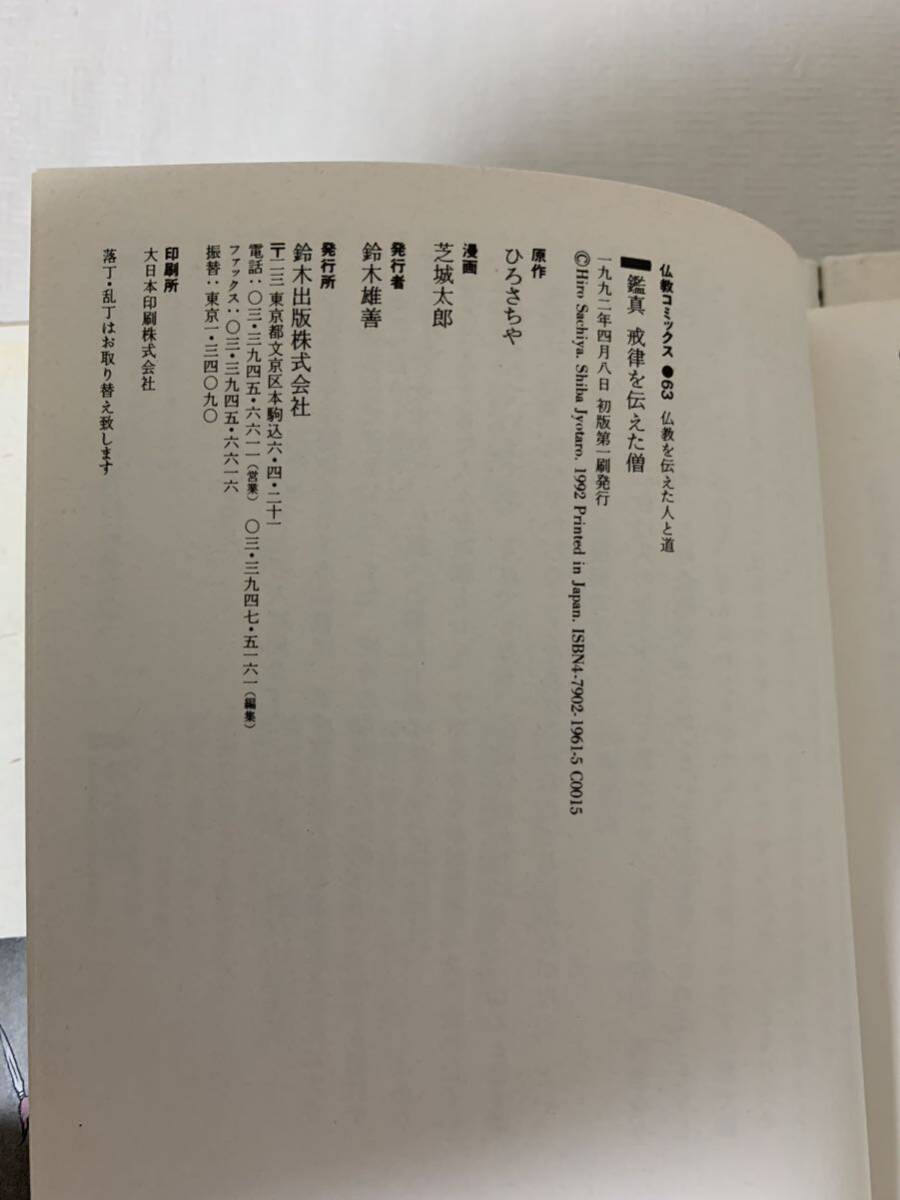 仏教コミックス●63 仏教を伝えた人と道
鑑真 戒律を伝えた僧
一九九二年四月八日 初版第一刷発行
©Hiro Sachiya. Shiba Jyotaro. 1992 Printed in Japan. ISBN4-7902-1961-5 C0015
原作
ひろさちや
漫画
芝城太郎
発行者
鈴木雄善
発行所
鈴木出版株式会社
〒一一三 東京都文京区本駒込六・四・二十一
電話:〇三・三九四五・六六一一(営業) 〇三・三九四七・五一六一(編集)
ファックス:〇三・三九四五・六六一六
振替:東京一・三四〇九〇
印刷所
大日本印刷株式会社
落丁・乱丁はお取り替え致します